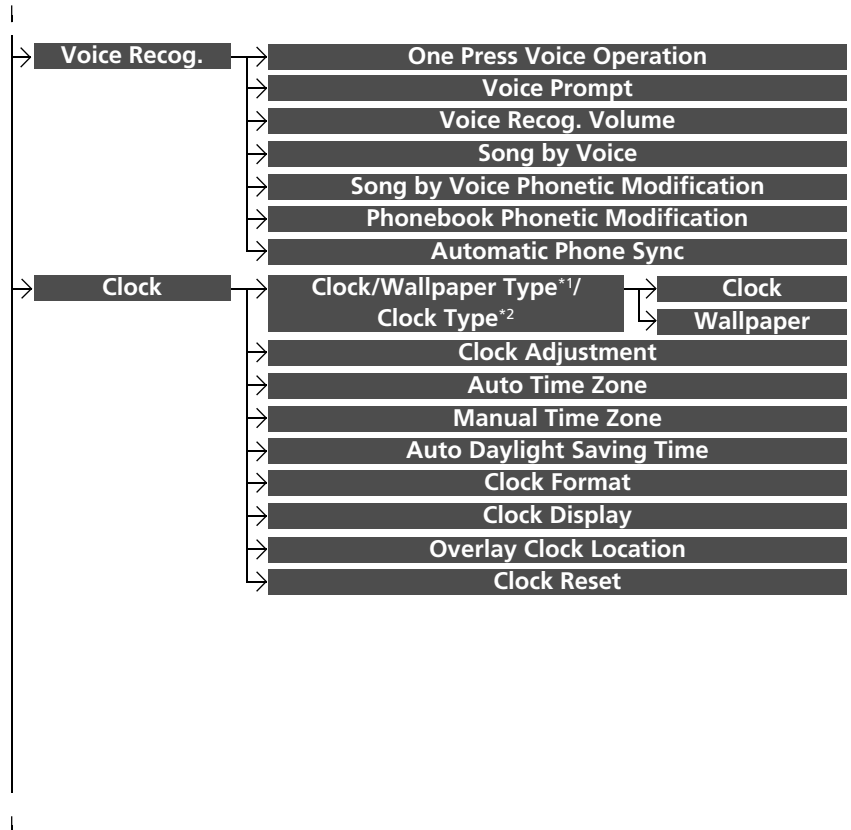 Voice Recog.
One Press Voice Operation
Voice Prompt
Voice Recog. Volume
Song by Voice
Song by Voice Phonetic Modification
Phonebook Phonetic Modification
Automatic Phone Sync
Clock
Clock/Wallpaper Type*1/
Clock Type*2
Clock
Wallpaper
Clock Adjustment
Auto Time Zone
Manual Time Zone
Auto Daylight Saving Time
Clock Format
Clock Display
Overlay Clock Location
Clock Reset